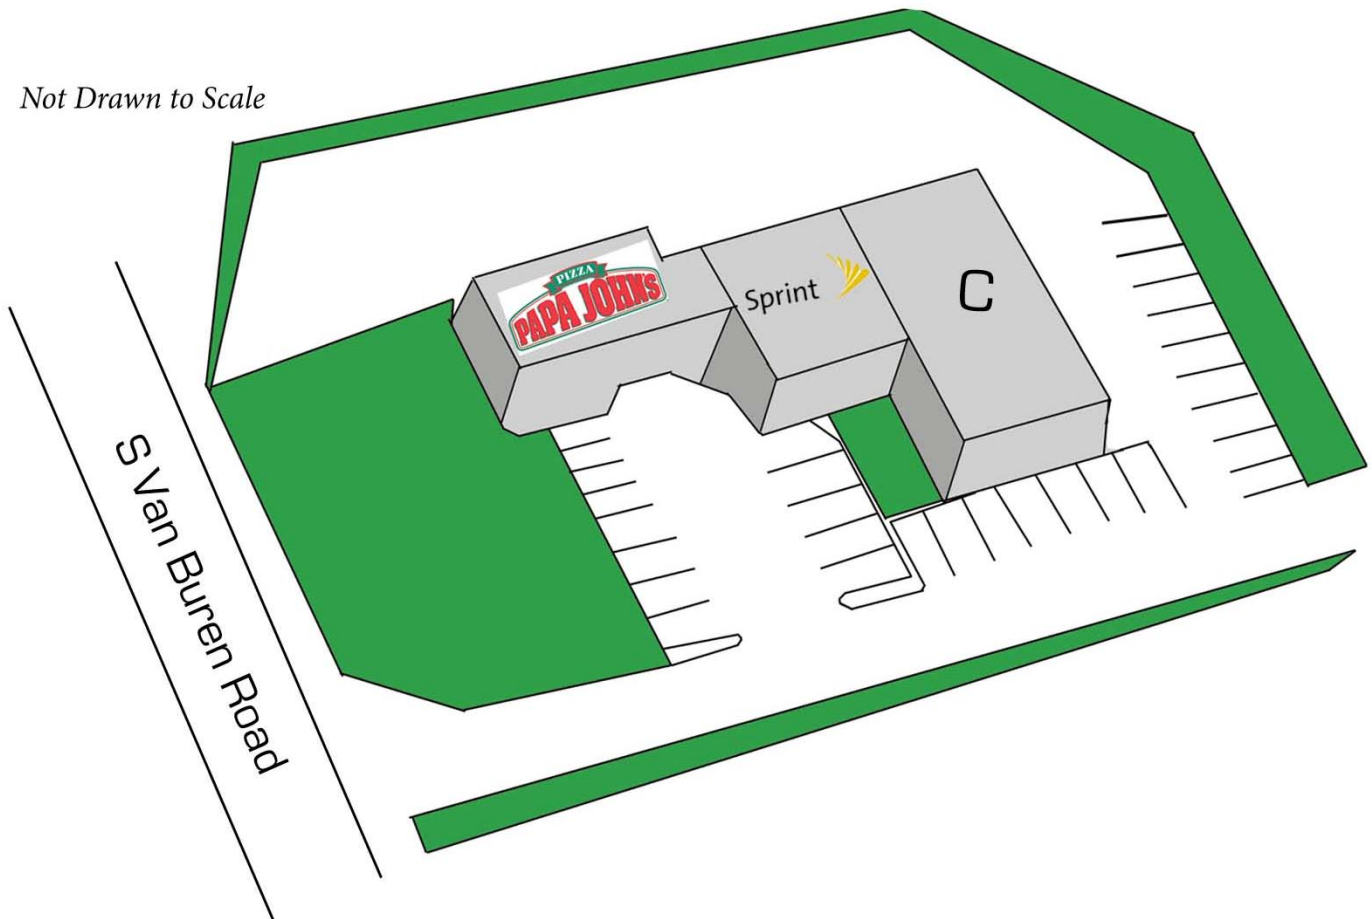 Not Drawn to Scale
PIZZA
PAPA JOHNS
Sprint
C
S Van Buren Road